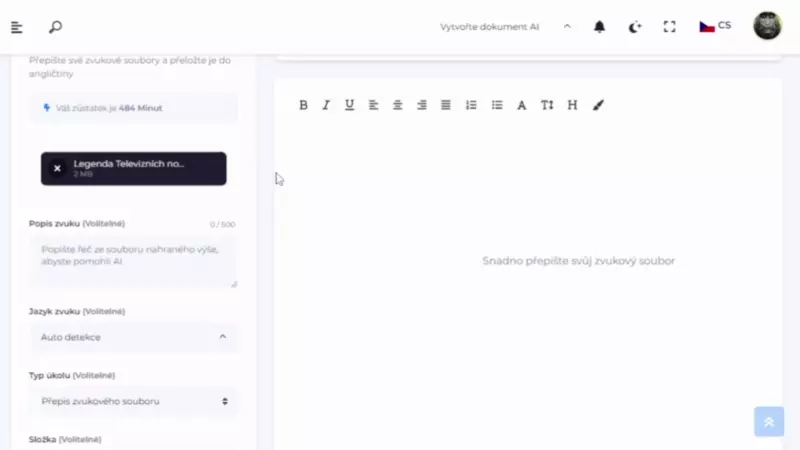 Vytvořte dokument AI
CS
Přepište své zvukové soubory a přeložte je do
angličtiny
Váš zůstatek je 484 Minut
Legenda Televizních no...
2 MB
Popis zvuku (Volitelné)
0 / 500
Popište řeč ze souboru nahraného výše,
abyste pomohli AI
Jazyk zvuku (Volitelné)
Auto detekce
Typ úkolu (Volitelné)
Přepis zvukového souboru
Složka (Volitelné)
B I U A T H
Snadno přepište svůj zvukový soubor